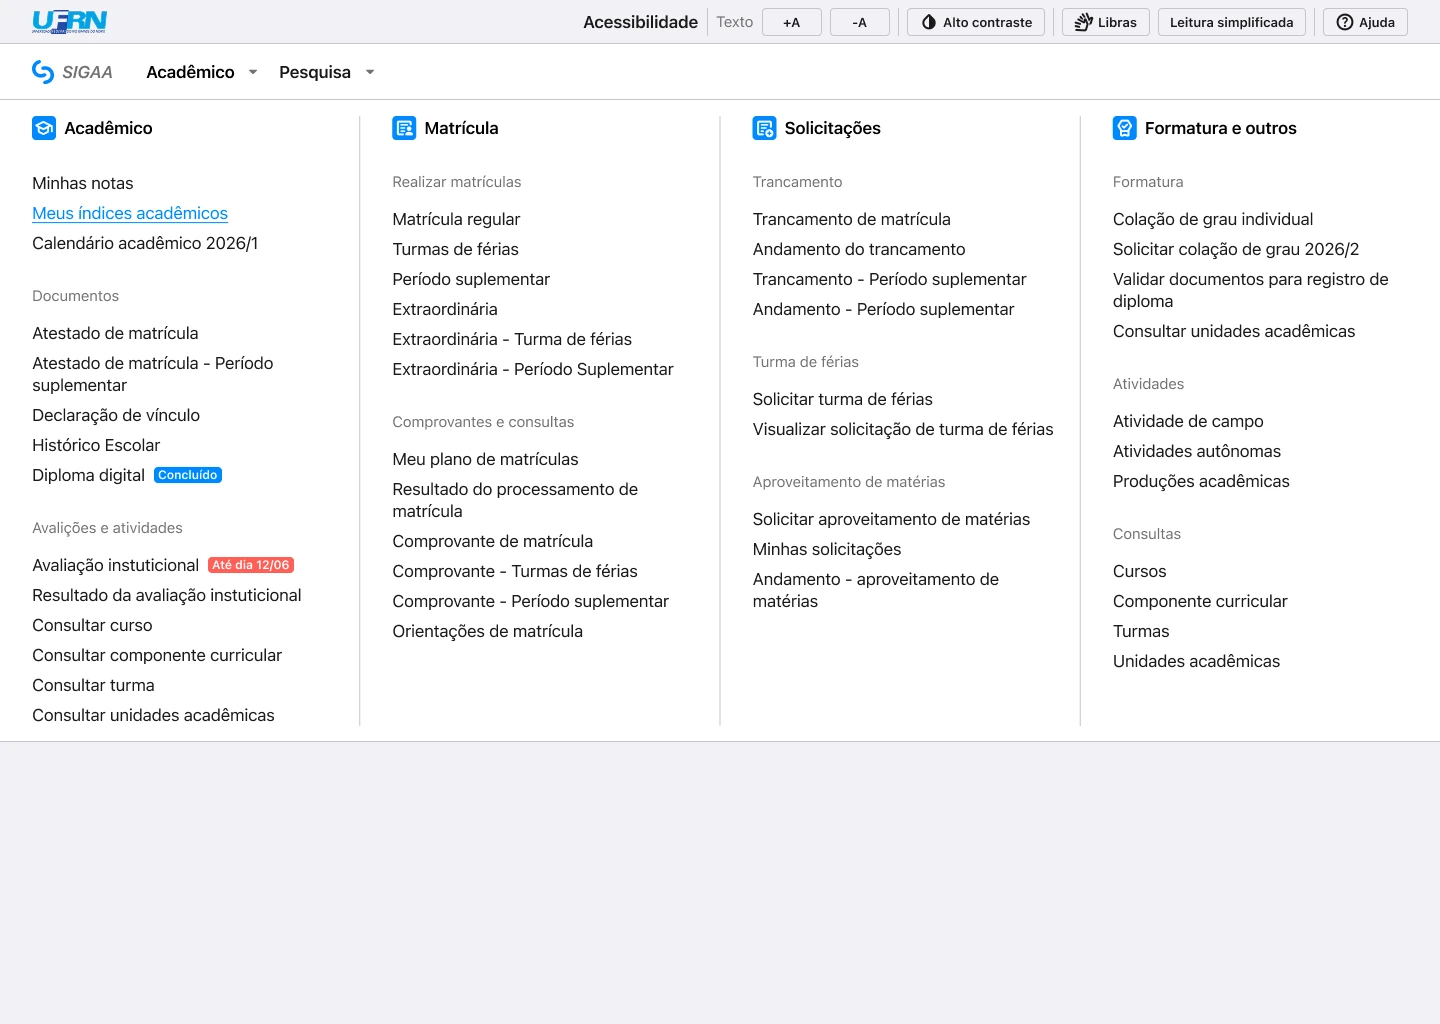 UFRN
Acessibilidade
Texto
+A
-A
Alto contraste
Libras
Leitura simplificada
Ajuda
SIGAA
Acadêmico
Pesquisa
Acadêmico
Minhas notas
Meus índices acadêmicos
Calendário acadêmico 2026/1
Documentos
Atestado de matrícula
Atestado de matrícula - Período
suplementar
Declaração de vínculo
Histórico Escolar
Diploma digital Concluído
Avalições e atividades
Avaliação instuticional Até dia 12/06
Resultado da avaliação instuticional
Consultar curso
Consultar componente curricular
Consultar turma
Consultar unidades acadêmicas
Matrícula
Realizar matrículas
Matrícula regular
Turmas de férias
Período suplementar
Extraordinária
Extraordinária - Turma de férias
Extraordinária - Período Suplementar
Comprovantes e consultas
Meu plano de matrículas
Resultado do processamento de
matrícula
Comprovante de matrícula
Comprovante - Turmas de férias
Comprovante - Período suplementar
Orientações de matrícula
Solicitações
Trancamento
Trancamento de matrícula
Andamento do trancamento
Trancamento - Período suplementar
Andamento - Período suplementar
Turma de férias
Solicitar turma de férias
Visualizar solicitação de turma de férias
Aproveitamento de matérias
Solicitar aproveitamento de matérias
Minhas solicitações
Andamento - aproveitamento de
matérias
Formatura e outros
Formatura
Colação de grau individual
Solicitar colação de grau 2026/2
Validar documentos para registro de
diploma
Consultar unidades acadêmicas
Atividades
Atividade de campo
Atividades autônomas
Produções acadêmicas
Consultas
Cursos
Componente curricular
Turmas
Unidades acadêmicas